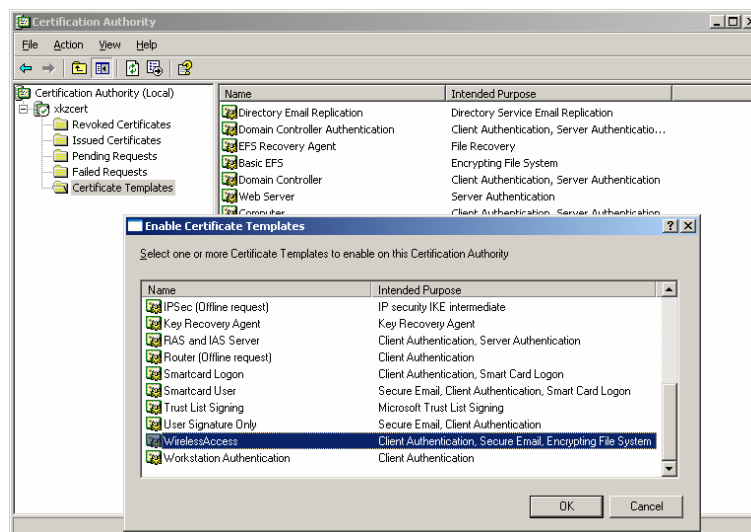 Certification Authority
File Action View Help
Certification Authority (Local)
xkzcert
Revoked Certificates
Issued Certificates
Pending Requests
Failed Requests
Certificate Templates
Name Intended Purpose
Directory Email Replication Directory Service Email Replication
Domain Controller Authentication Client Authentication, Server Authenticatio...
EFS Recovery Agent File Recovery
Basic EFS Encrypting File System
Domain Controller Client Authentication, Server Authentication
Web Server Server Authentication
Computer Client Authentication, Server Authentication
Enable Certificate Templates
Select one or more Certificate Templates to enable on this Certification Authority
Name Intended Purpose
IPSec (Offline request) IP security IKE intermediate
Key Recovery Agent Key Recovery Agent
RAS and IAS Server Client Authentication, Server Authentication
Router (Offline request) Client Authentication
Smartcard Logon Client Authentication, Smart Card Logon
Smartcard User Secure Email, Client Authentication, Smart Card Logon
Trust List Signing Microsoft Trust List Signing
User Signature Only Secure Email, Client Authentication
WirelessAccess Client Authentication, Secure Email, Encrypting File System
Workstation Authentication Client Authentication
OK Cancel